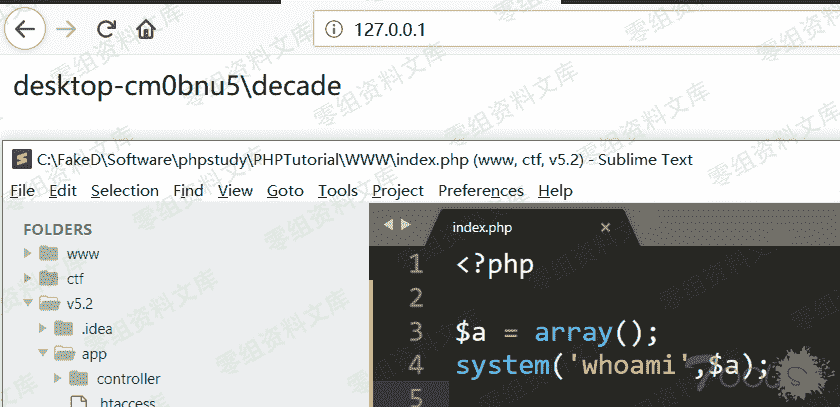 127.0.0.1
desktop-cm0bnu5\decade
C:\FakeD\Software\phpstudy\PHPTutorial\WWW\index.php (www, ctf, v5.2) - Sublime Text
File Edit Selection Find View Goto Tools Project Preferences Help
FOLDERS
www
ctf
v5.2
.idea
app
controller
.htaccess
index.php
1 <?php
2
3 $a = array();
4 system('whoami',$a);
5
零组资料文库